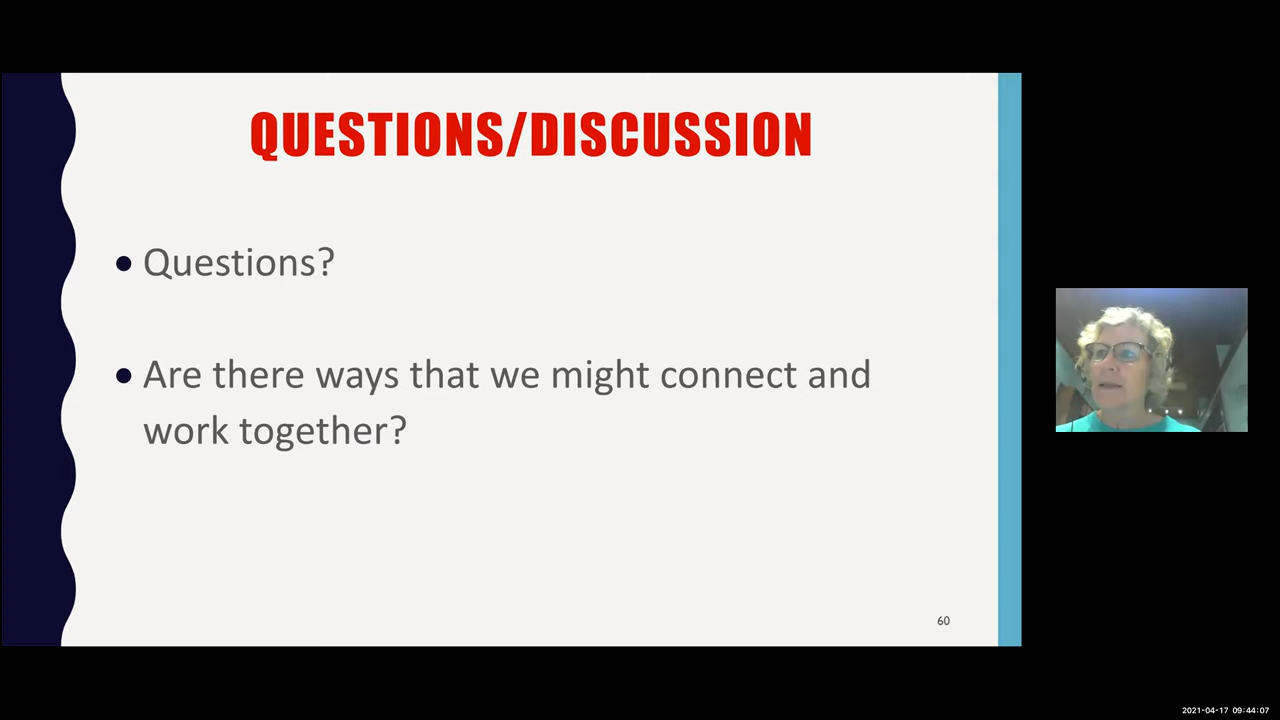 QUESTIONS/DISCUSSION
• Questions?
• Are there ways that we might connect and
work together?
60
2021-04-17 09:44:07